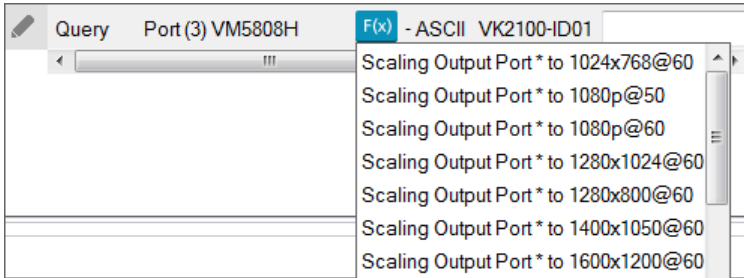 Query Port (3) VM5808H F(x) - ASCII VK2100-ID01
Scaling Output Port * to 1024x768@60
Scaling Output Port * to 1080p@50
Scaling Output Port * to 1080p@60
Scaling Output Port * to 1280x1024@60
Scaling Output Port * to 1280x800@60
Scaling Output Port * to 1400x1050@60
Scaling Output Port * to 1600x1200@60